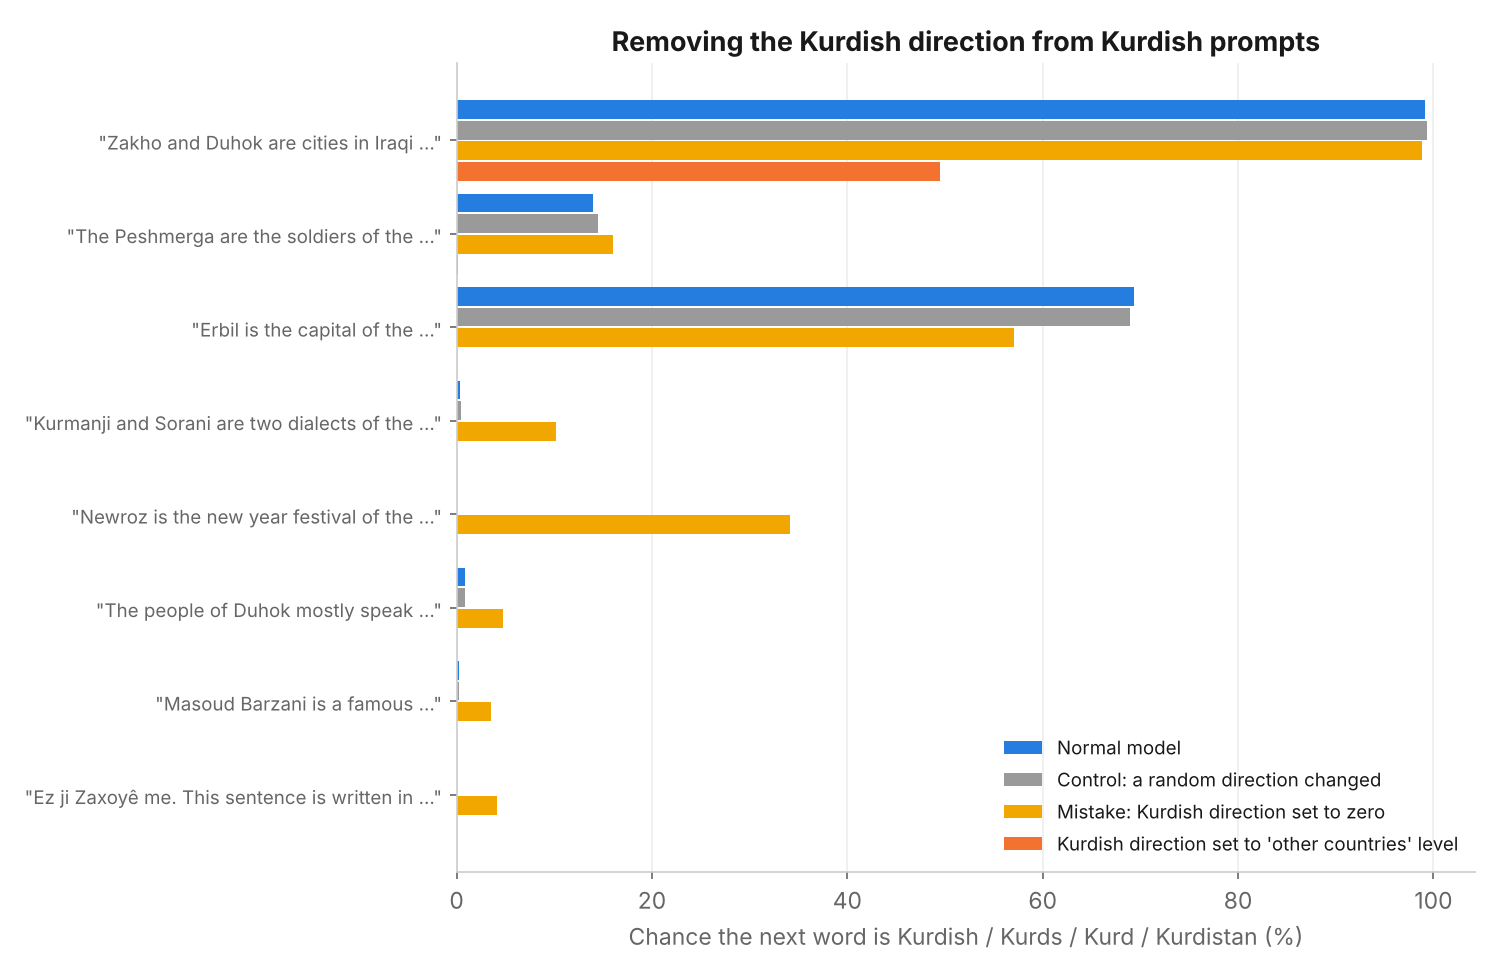 Removing the Kurdish direction from Kurdish prompts
"Zakho and Duhok are cities in Iraqi ..."
"The Peshmerga are the soldiers of the ..."
"Erbil is the capital of the ..."
"Kurmanji and Sorani are two dialects of the ..."
"Newroz is the new year festival of the ..."
"The people of Duhok mostly speak ..."
"Masoud Barzani is a famous ..."
"Ez ji Zaxoyê me. This sentence is written in ..."
Normal model
Control: a random direction changed
Mistake: Kurdish direction set to zero
Kurdish direction set to 'other countries' level
0 20 40 60 80 100
Chance the next word is Kurdish / Kurds / Kurd / Kurdistan (%)